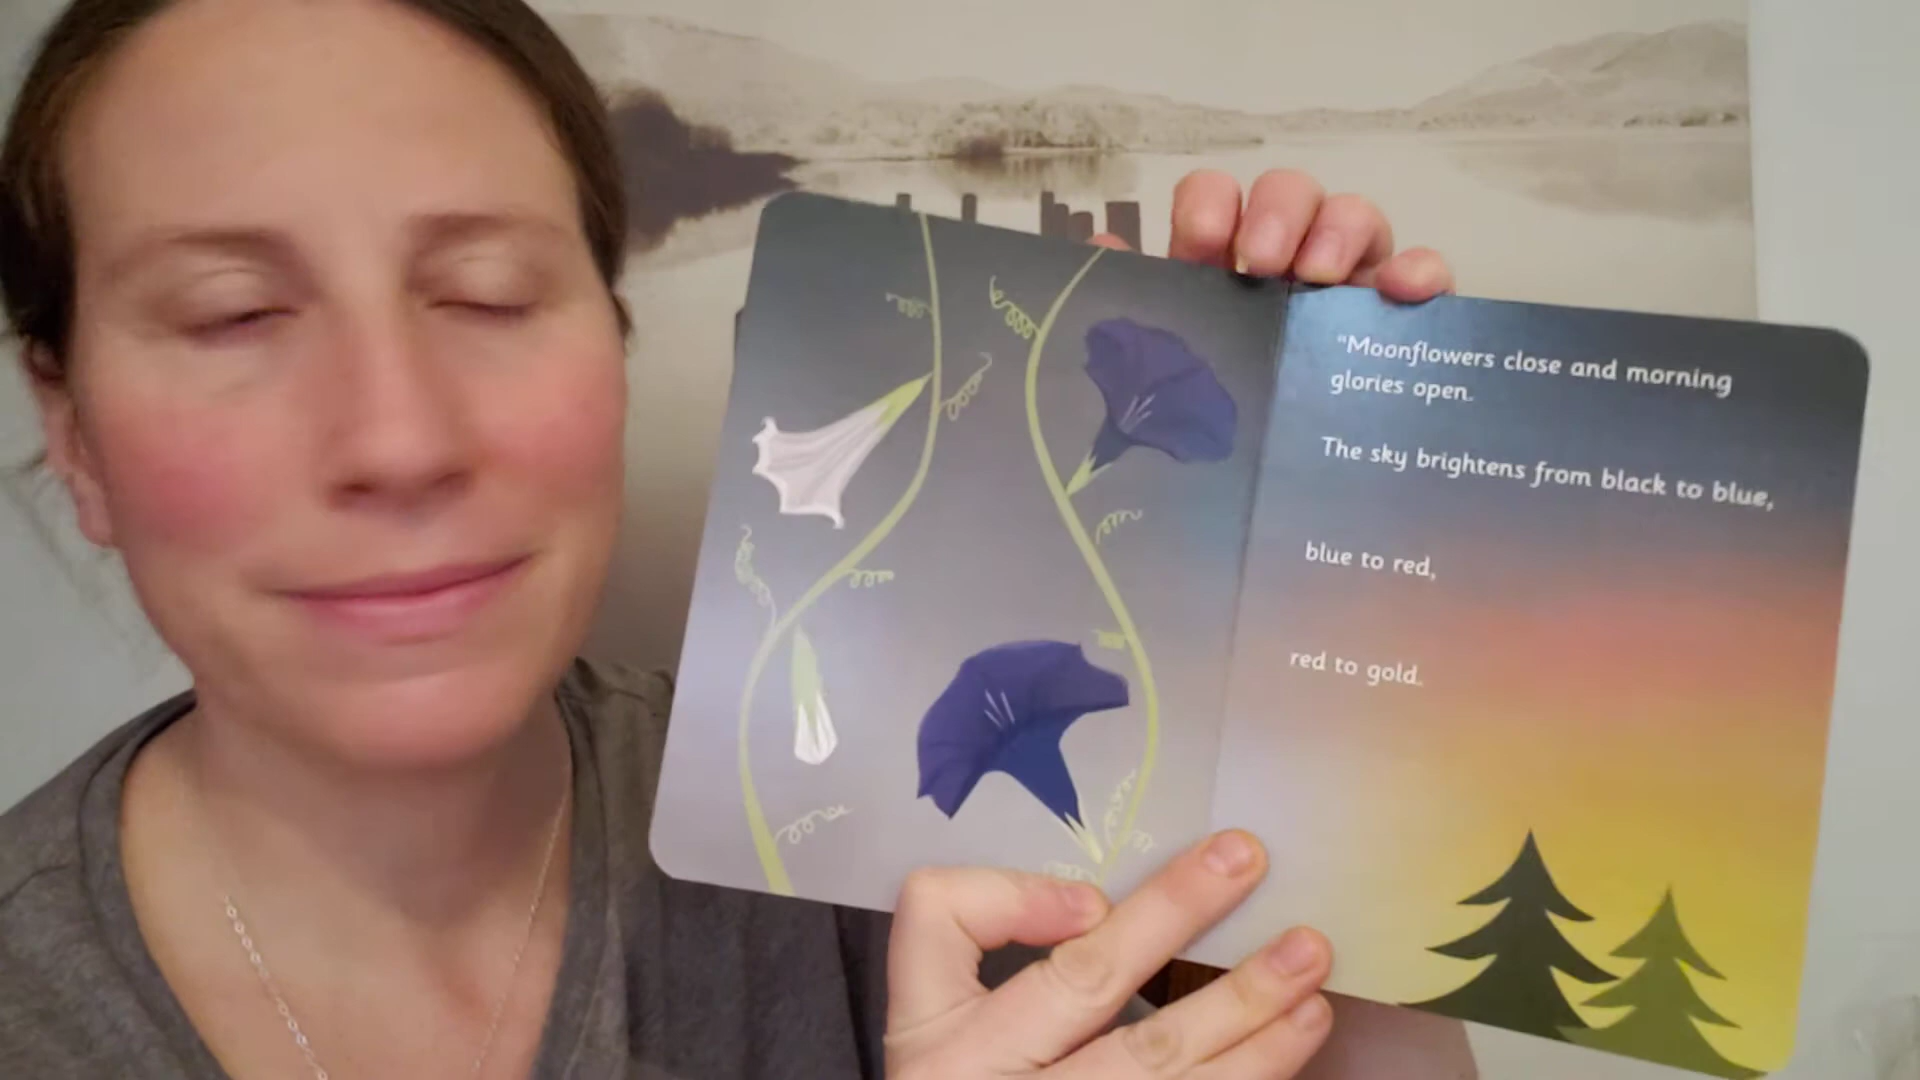 "Moonflowers close and morning
glories open.
The sky brightens from black to blue,
blue to red,
red to gold.